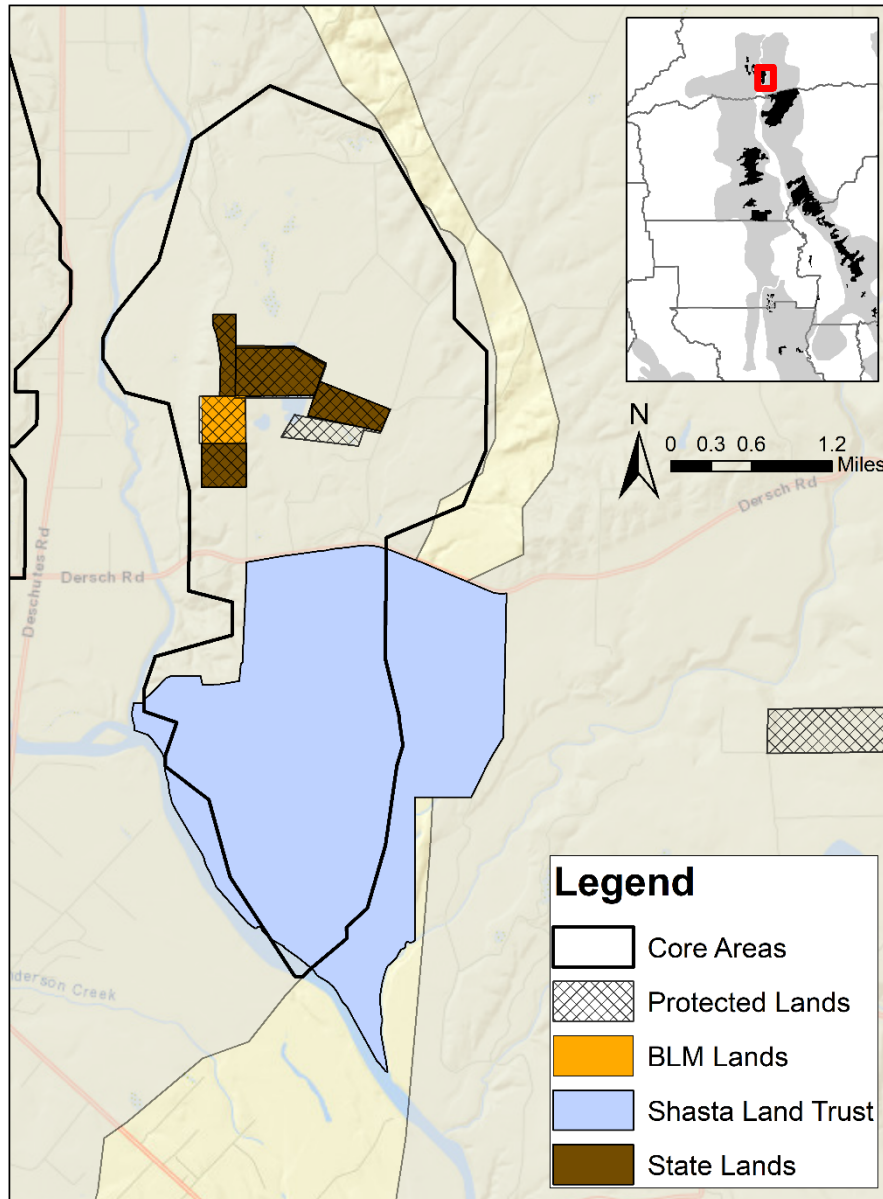 N
0 0.3 0.6 1.2
Miles
Dersch Rd
Deschutes Rd
Dersch Rd
nderson Creek
Legend
Core Areas
Protected Lands
BLM Lands
Shasta Land Trust
State Lands